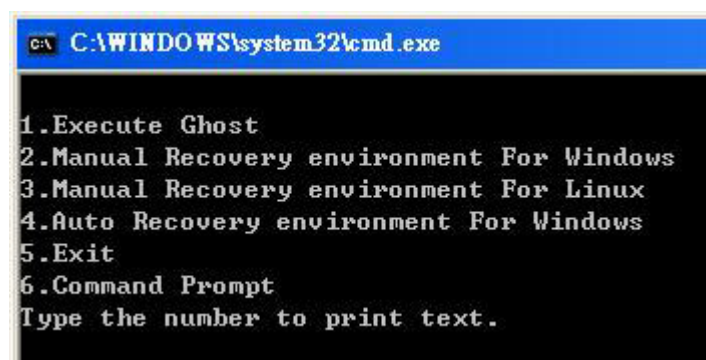 C:\WINDOWS\system32\cmd.exe
1.Execute Ghost
2.Manual Recovery environment For Windows
3.Manual Recovery environment For Linux
4.Auto Recovery environment For Windows
5.Exit
6.Command Prompt
Type the number to print text.